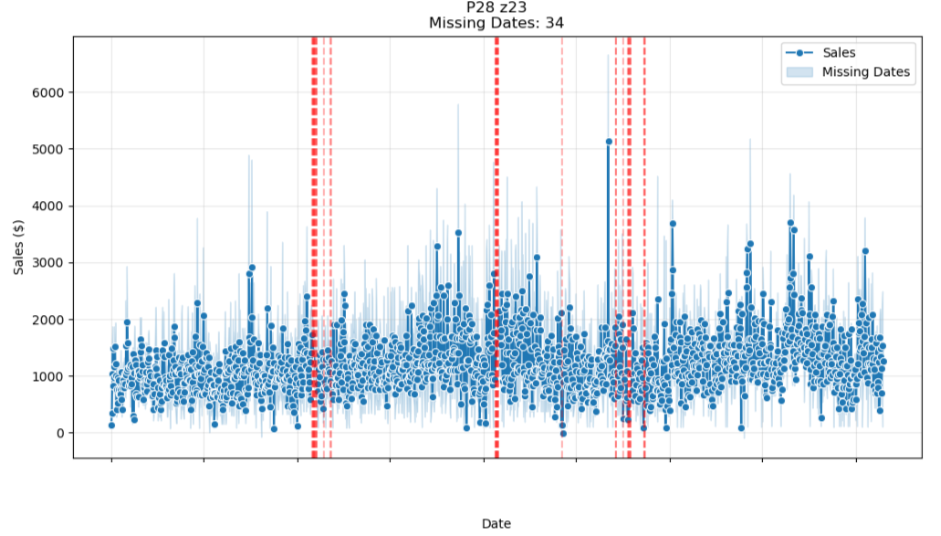 P28 z23
Missing Dates: 34
Sales
Missing Dates
6000
5000
4000
3000
2000
1000
0
Sales ($)
Date